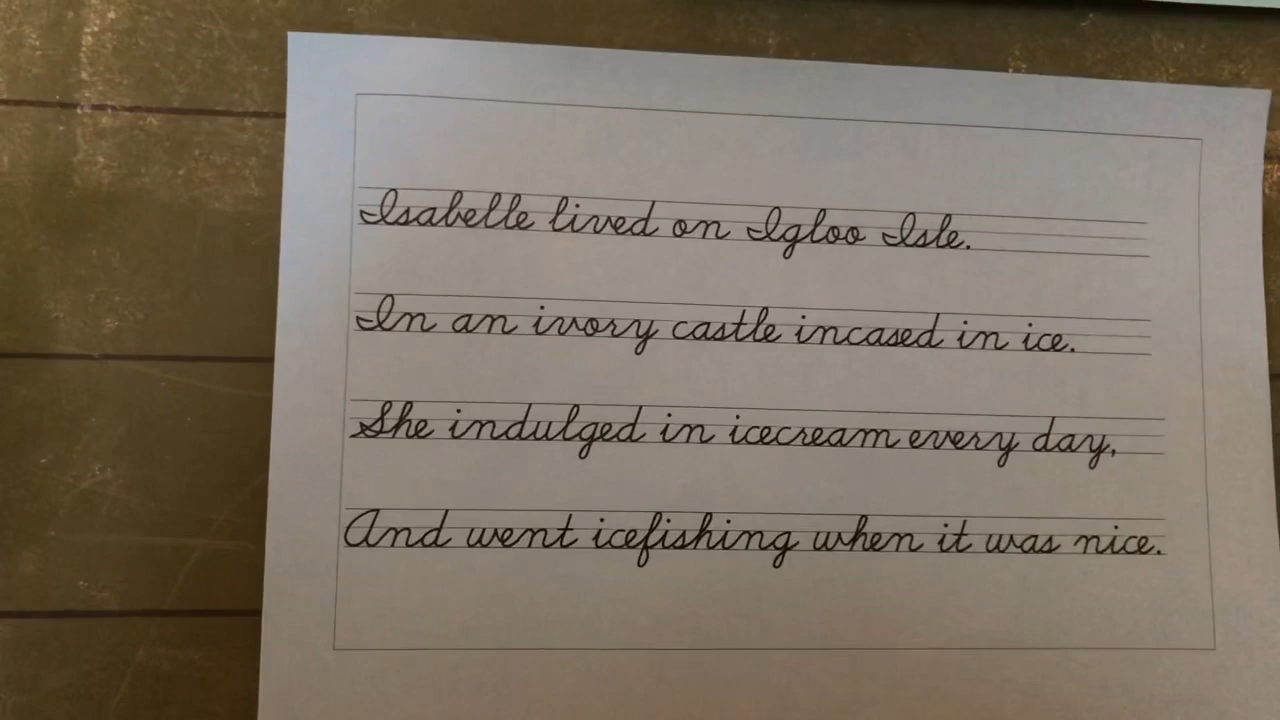 Isabelle lived on Igloo Isle.
In an ivory castle incased in ice.
She indulged in icecream every day,
And went icefishing when it was nice.